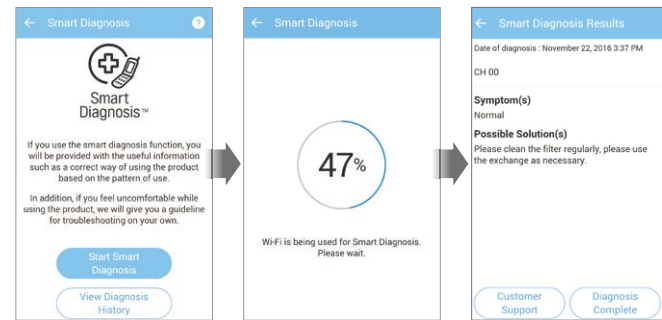 Smart Diagnosis
?
Smart
Diagnosis™
If you use the smart diagnosis function, you
will be provided with the useful information
such as a correct way of using the product
based on the pattern of use.
In addition, if you feel uncomfortable while
using the product, we will give you a guideline
for troubleshooting on your own.
Start Smart
Diagnosis
View Diagnosis
History
Smart Diagnosis
47%
Wi-Fi is being used for Smart Diagnosis.
Please wait.
Smart Diagnosis Results
Date of diagnosis : November 22, 2016 3:37 PM
CH 00
Symptom(s)
Normal
Possible Solution(s)
Please clean the filter regularly, please use
the exchange as necessary.
Customer
Support
Diagnosis
Complete